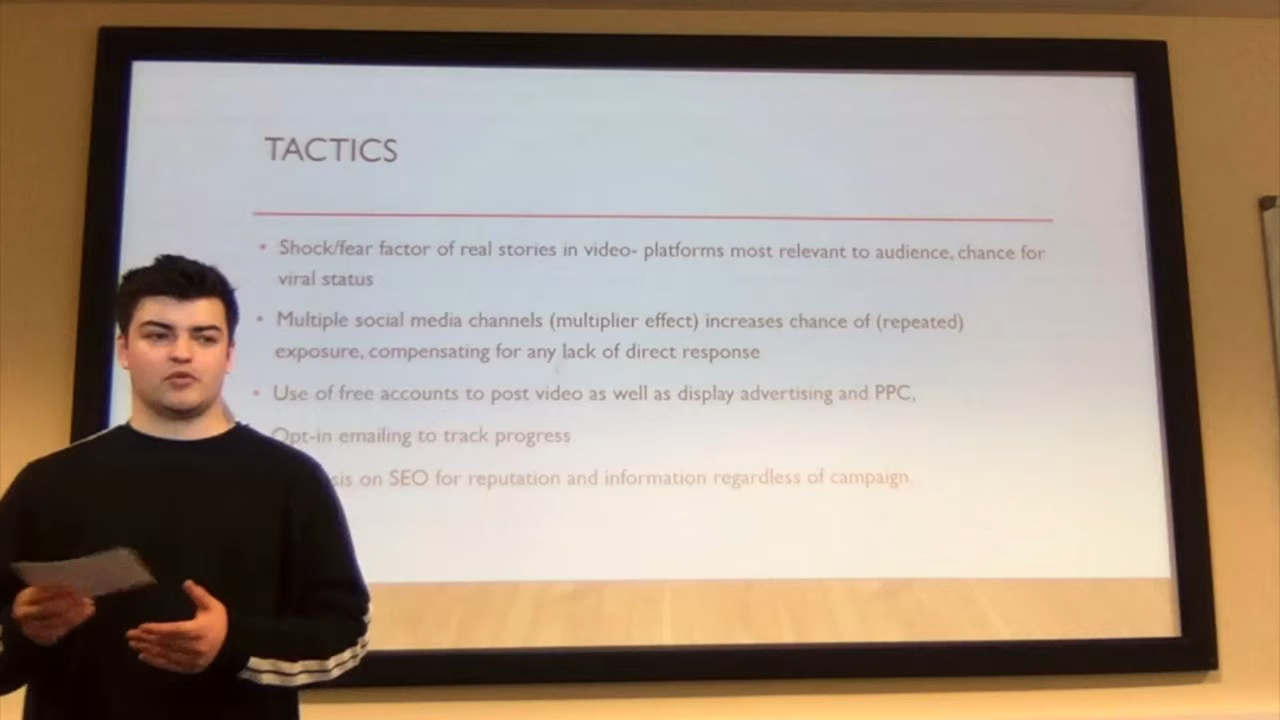 TACTICS
• Shock/fear factor of real stories in video- platforms most relevant to audience, chance for
viral status
• Multiple social media channels (multiplier effect) increases chance of (repeated)
exposure, compensating for any lack of direct response
• Use of free accounts to post video as well as display advertising and PPC,
Opt-in emailing to track progress
on SEO for reputation and information regardless of campaign.